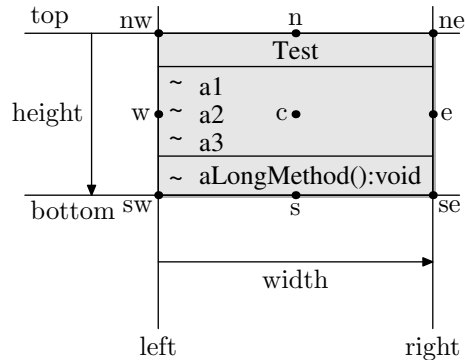 top nw n ne
Test
~ a1
height w ~ a2 c e
~ a3
~ aLongMethod():void
bottom sw s se
width
left right